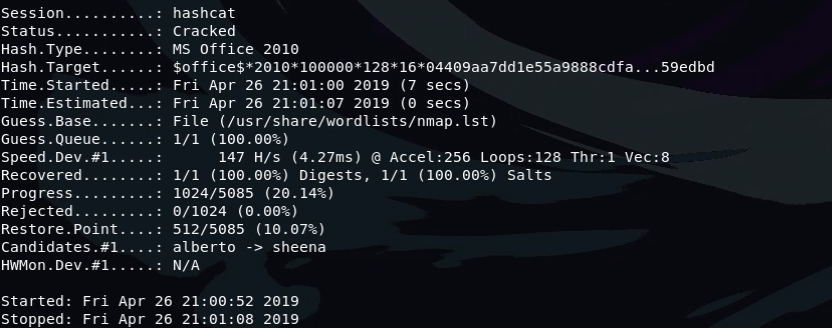 Session..........: hashcat
Status...........: Cracked
Hash.Type........: MS Office 2010
Hash.Target......: $office$*2010*100000*128*16*04409aa7dd1e55a9888cdfa...59edbd
Time.Started.....: Fri Apr 26 21:01:00 2019 (7 secs)
Time.Estimated...: Fri Apr 26 21:01:07 2019 (0 secs)
Guess.Base.......: File (/usr/share/wordlists/nmap.lst)
Guess.Queue......: 1/1 (100.00%)
Speed.Dev.#1.....:      147 H/s (4.27ms) @ Accel:256 Loops:128 Thr:1 Vec:8
Recovered........: 1/1 (100.00%) Digests, 1/1 (100.00%) Salts
Progress.........: 1024/5085 (20.14%)
Rejected.........: 0/1024 (0.00%)
Restore.Point....: 512/5085 (10.07%)
Candidates.#1....: alberto -> sheena
HWMon.Dev.#1.....: N/A
Started: Fri Apr 26 21:00:52 2019
Stopped: Fri Apr 26 21:01:08 2019